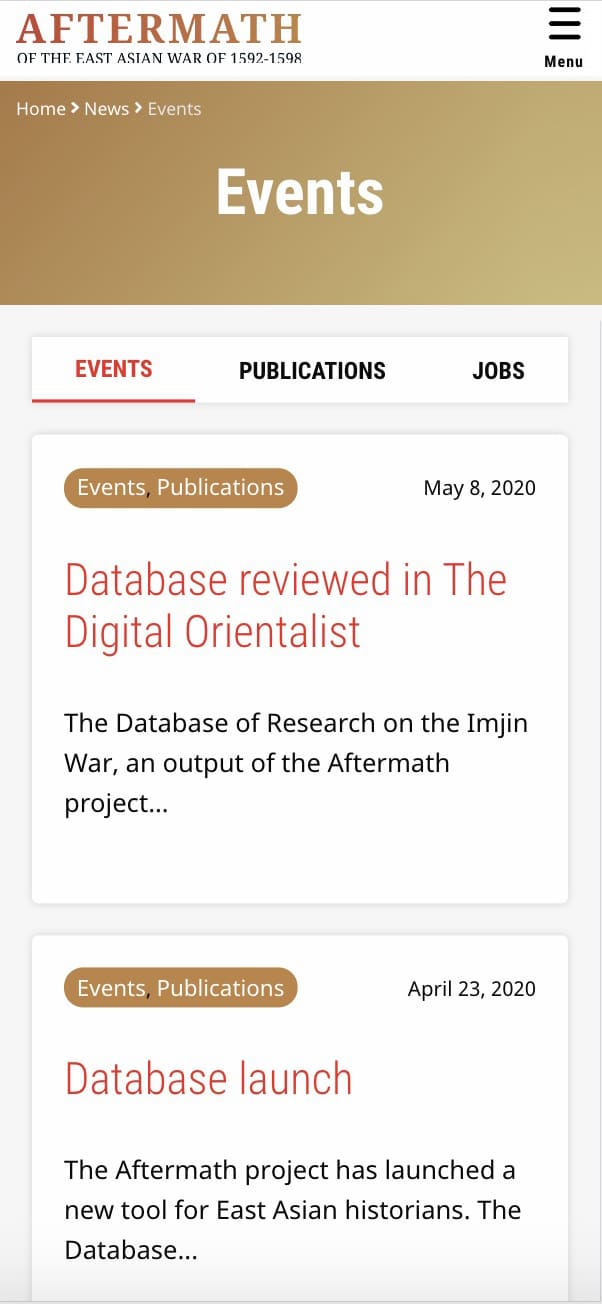 AFTERMATH
OF THE EAST ASIAN WAR OF 1592-1598
Menu
Home > News > Events
Events
EVENTS PUBLICATIONS JOBS
Events, Publications May 8, 2020
Database reviewed in The
Digital Orientalist
The Database of Research on the Imjin
War, an output of the Aftermath
project...
Events, Publications April 23, 2020
Database launch
The Aftermath project has launched a
new tool for East Asian historians. The
Database...